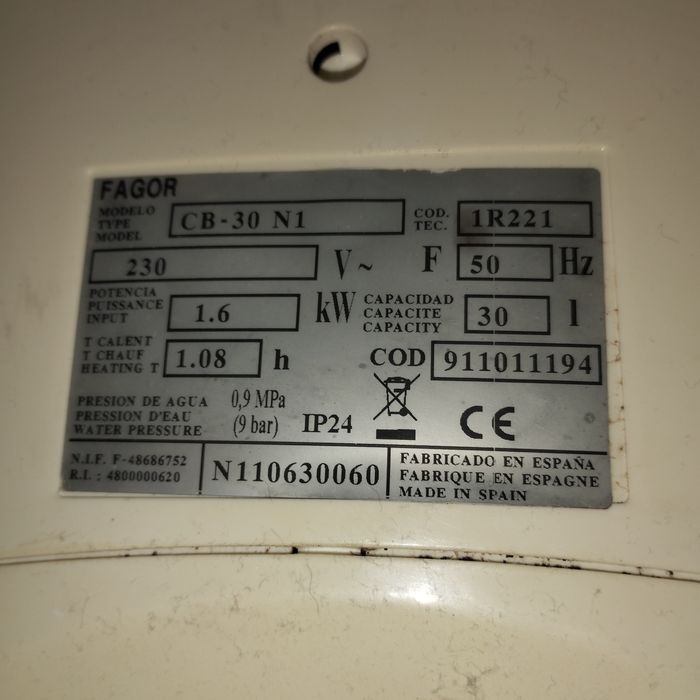 FAGOR
MODELO
TYPE
MODEL
CB-30 N1
COD.
TEC.
1R221
230 V~
F 50 Hz
POTENCIA
PUISSANCE
INPUT
1.6 kW
CAPACIDAD
CAPACITE
CAPACITY
30 l
T CALENT
T CHAUF
HEATING T
1.08 h
COD 911011194
PRESION DE AGUA
PRESSION D'EAU
WATER PRESSURE
0,9 MPa
(9 bar)
IP24
CE
N.I.F. F-48686752
R.I. : 4800000620
N110630060
FABRICADO EN ESPAÑA
FABRIQUE EN ESPAGNE
MADE IN SPAIN